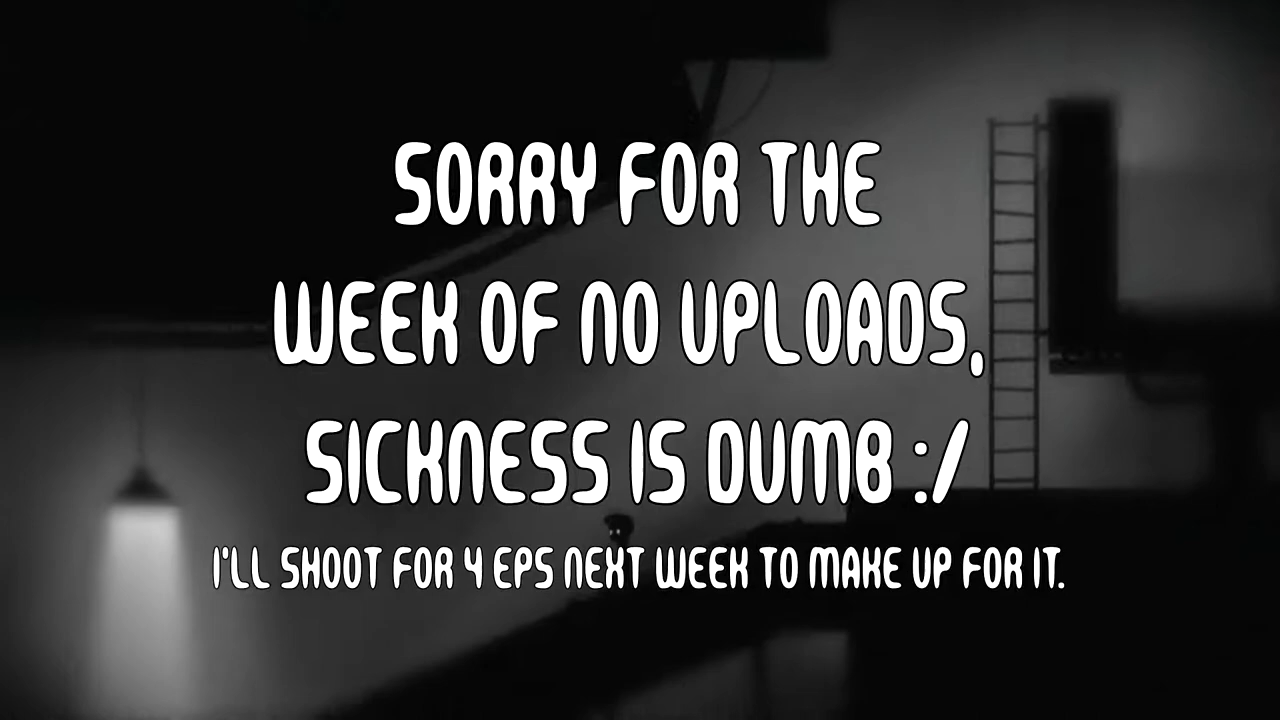 SORRY FOR THE
WEEK OF NO UPLOADS,
SICKNESS IS DUMB :/
I'LL SHOOT FOR 4 EPS NEXT WEEK TO MAKE UP FOR IT.